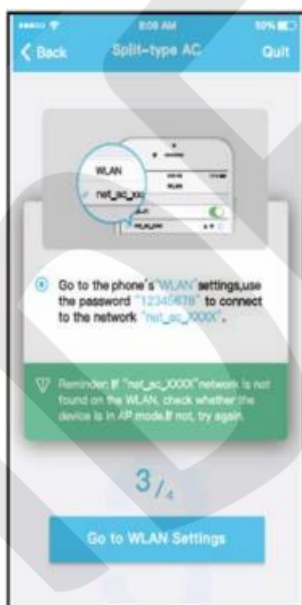 8:08 AM
50%
Back Split-type AC Quit
WLAN
net_ac_xxx
WLAN
Go to the phone's"WLAN"settings,use
the password "12345678" to connect
to the network "net_ac_XXXX".
Reminder: If "net_ac_XXXX"network is not
found on the WLAN, check whether the
device is in AP mode.If not, try again.
3/4
Go to WLAN Settings